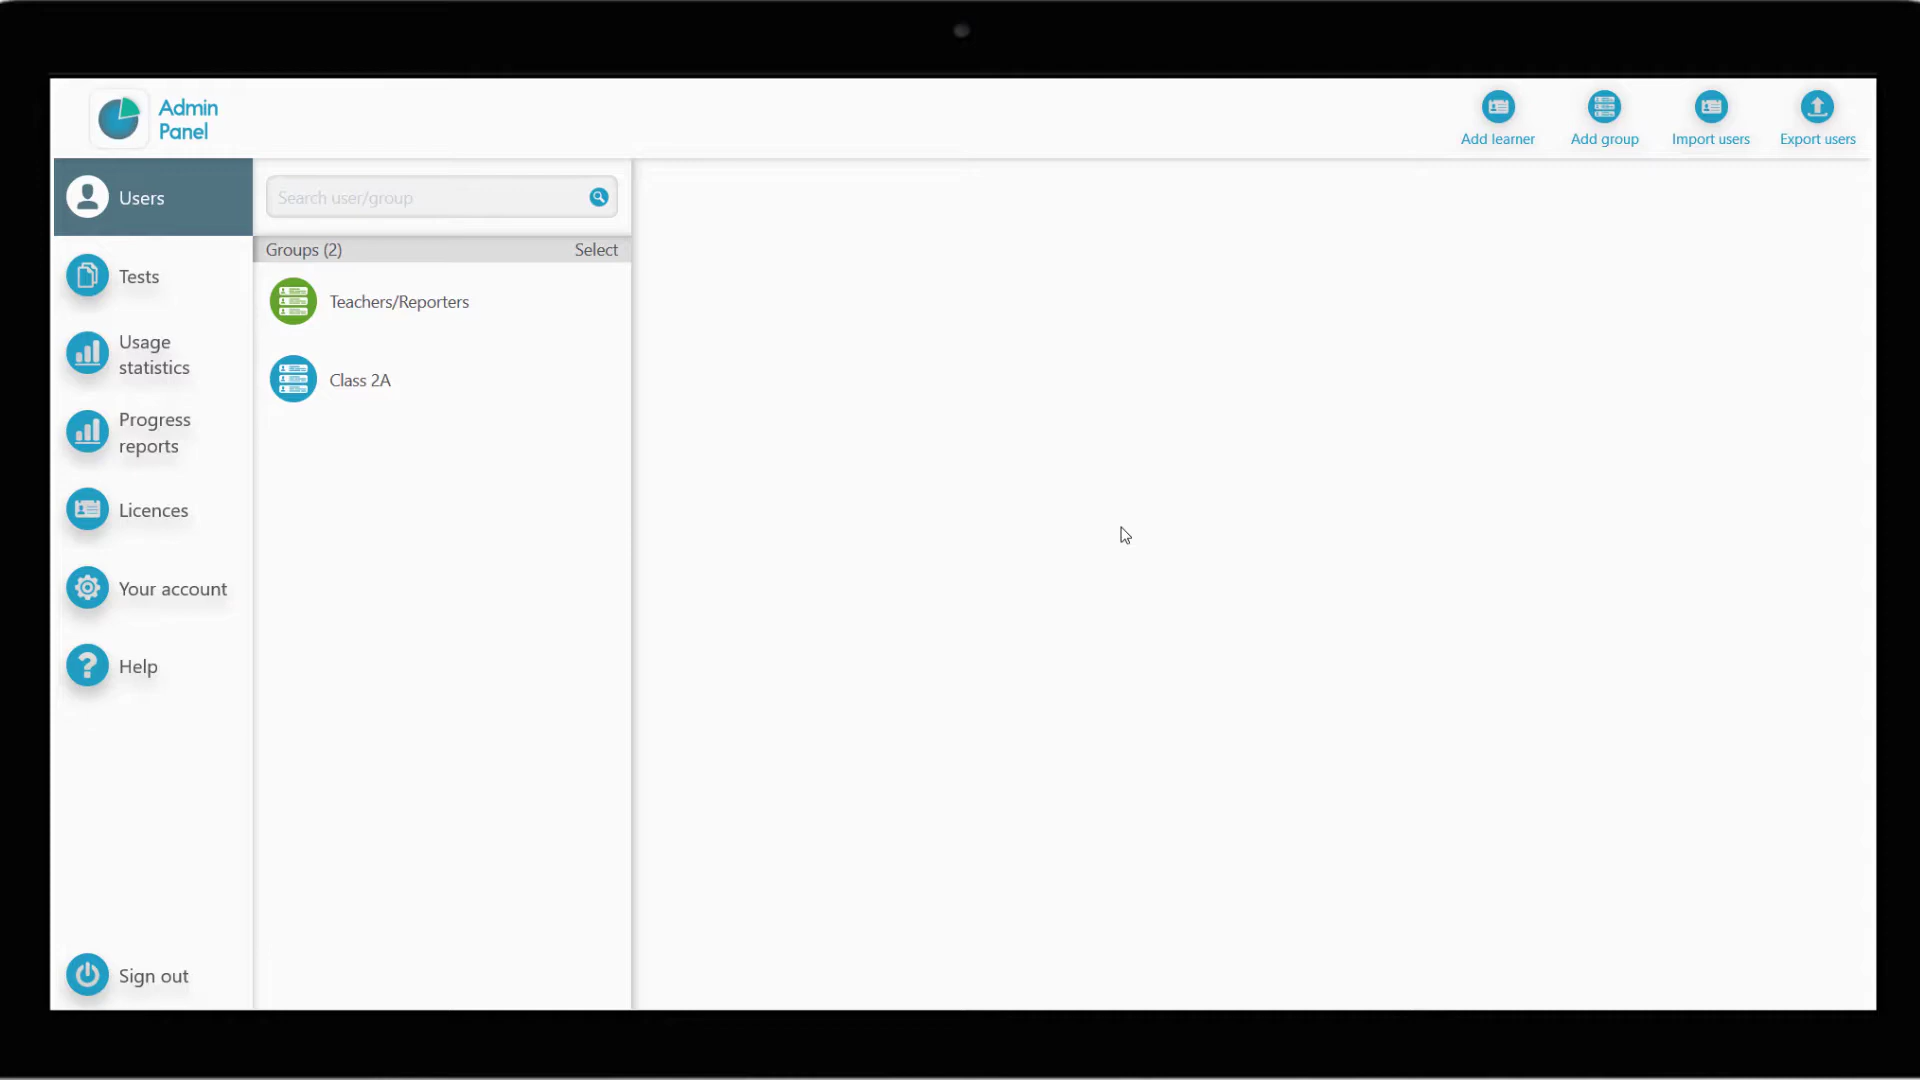 Admin
Panel
Add learner
Add group
Import users
Export users
Users
Tests
Usage
statistics
Progress
reports
Licences
Your account
Help
Sign out
Search user/group
Groups (2)
Select
Teachers/Reporters
Class 2A